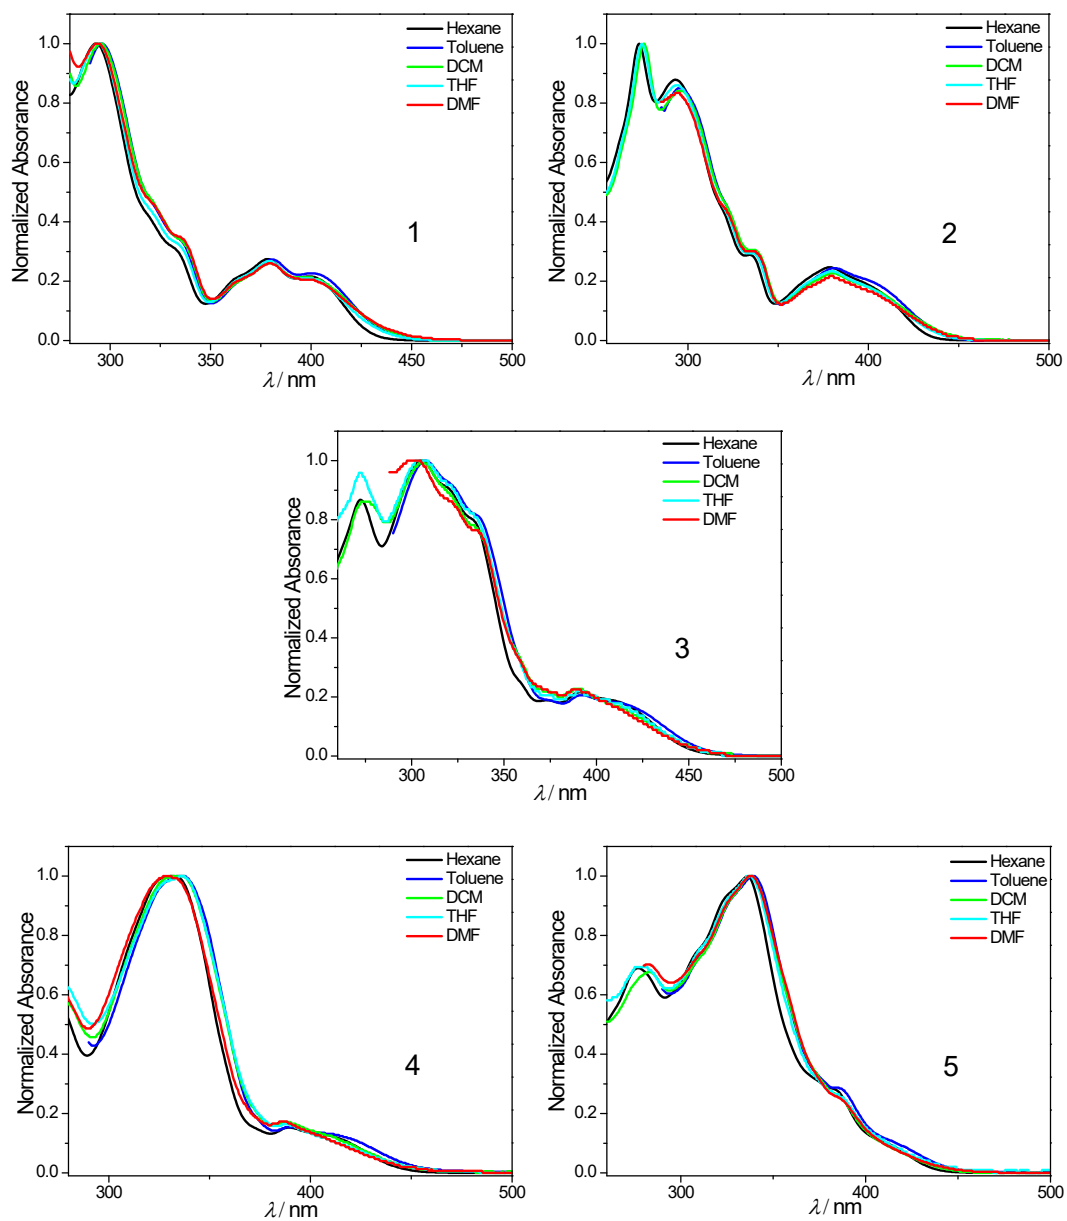 Normalized Absorance
1.0
0.8
0.6
0.4
0.2
0.0
300
350
400
450
500
λ / nm
Hexane
Toluene
DCM
THF
DMF
1
Normalized Absorance
1.0
0.8
0.6
0.4
0.2
0.0
300
400
500
λ / nm
Hexane
Toluene
DCM
THF
DMF
2
Normalized Absorance
1.0
0.8
0.6
0.4
0.2
0.0
300
350
400
450
500
λ / nm
Hexane
Toluene
DCM
THF
DMF
3
Normalized Absorance
1.0
0.8
0.6
0.4
0.2
0.0
300
400
500
λ / nm
Hexane
Toluene
DCM
THF
DMF
4
Normalized Absorance
1.0
0.8
0.6
0.4
0.2
0.0
300
400
500
λ / nm
Hexane
Toluene
DCM
THF
DMF
5